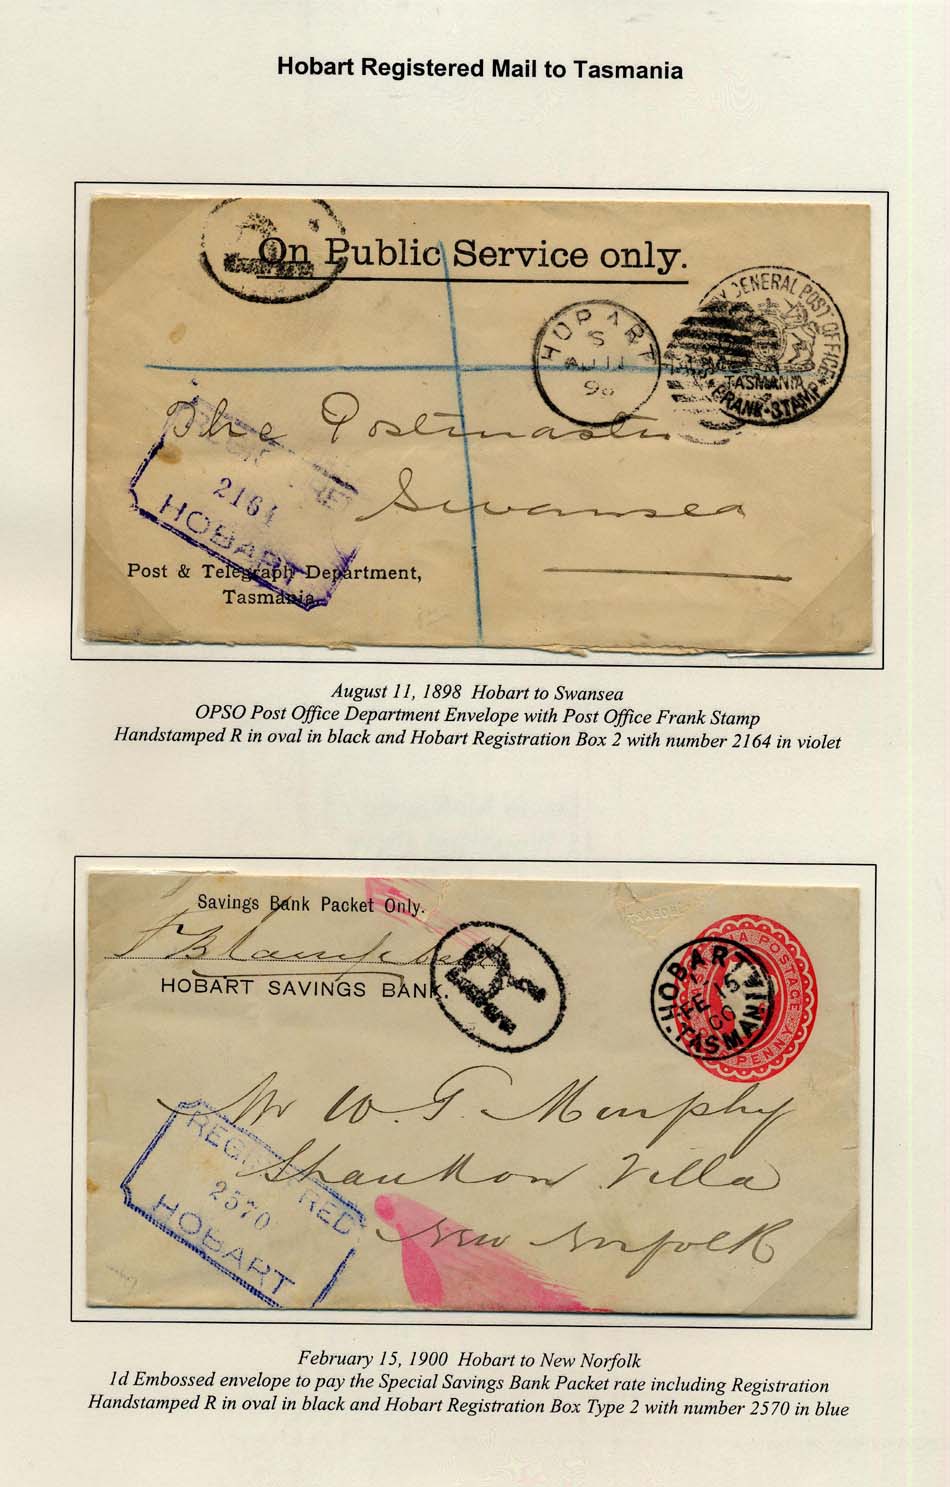 Hobart Registered Mail to Tasmania
R
On Public Service only.
HOBART
S
AU 11
98
GENERAL POST OFFICE
TASMANIA
FRANK-STAMP
The Postmaster
Swansea
2164
HOBART
Post & Telegraph Department,
Tasmania.
August 11, 1898 Hobart to Swansea
OPSO Post Office Department Envelope with Post Office Frank Stamp
Handstamped R in oval in black and Hobart Registration Box 2 with number 2164 in violet
Savings Bank Packet Only.
HOBART SAVINGS BANK.
R
HOBART
FE 15
00
TASMANIA
POSTAGE
PENNY
Mr W. G. Murphy
Villa
New Norfolk
REGISTERED
2570
HOBART
February 15, 1900 Hobart to New Norfolk
1d Embossed envelope to pay the Special Savings Bank Packet rate including Registration
Handstamped R in oval in black and Hobart Registration Box Type 2 with number 2570 in blue